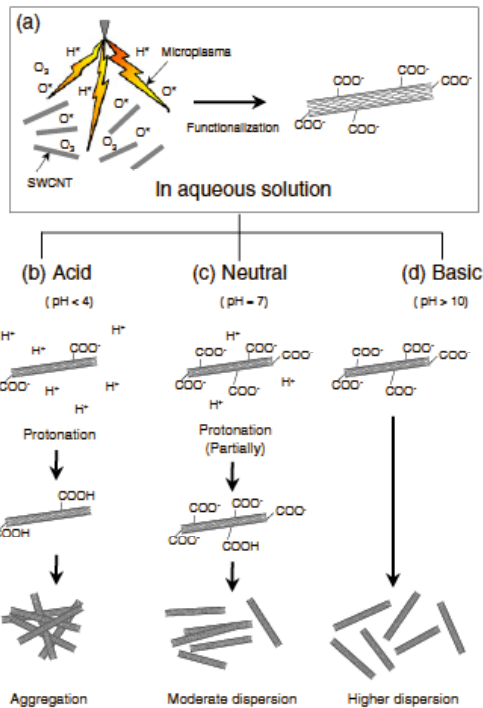 (a)
H* H* Microplasma
O₃
O* H* O*
O* O*
O₃ O₃
SWCNT
Functionalization
COO⁻ COO⁻ COO⁻
COO⁻ COO⁻
In aqueous solution
(b) Acid (c) Neutral (d) Basic
( pH < 4) ( pH = 7) ( pH > 10)
H⁺ H⁺ COO⁻ H⁺
COO⁻ H⁺ H⁺ H⁺
COO⁻ H⁺ COO⁻ COO⁻
COO⁻ COO⁻ H⁺
H⁺
COO⁻ COO⁻ COO⁻
COO⁻ COO⁻
Protonation Protonation
(Partially)
COOH
COOH
COO⁻ COO⁻ COO⁻
COO⁻ COOH
Aggregation Moderate dispersion Higher dispersion